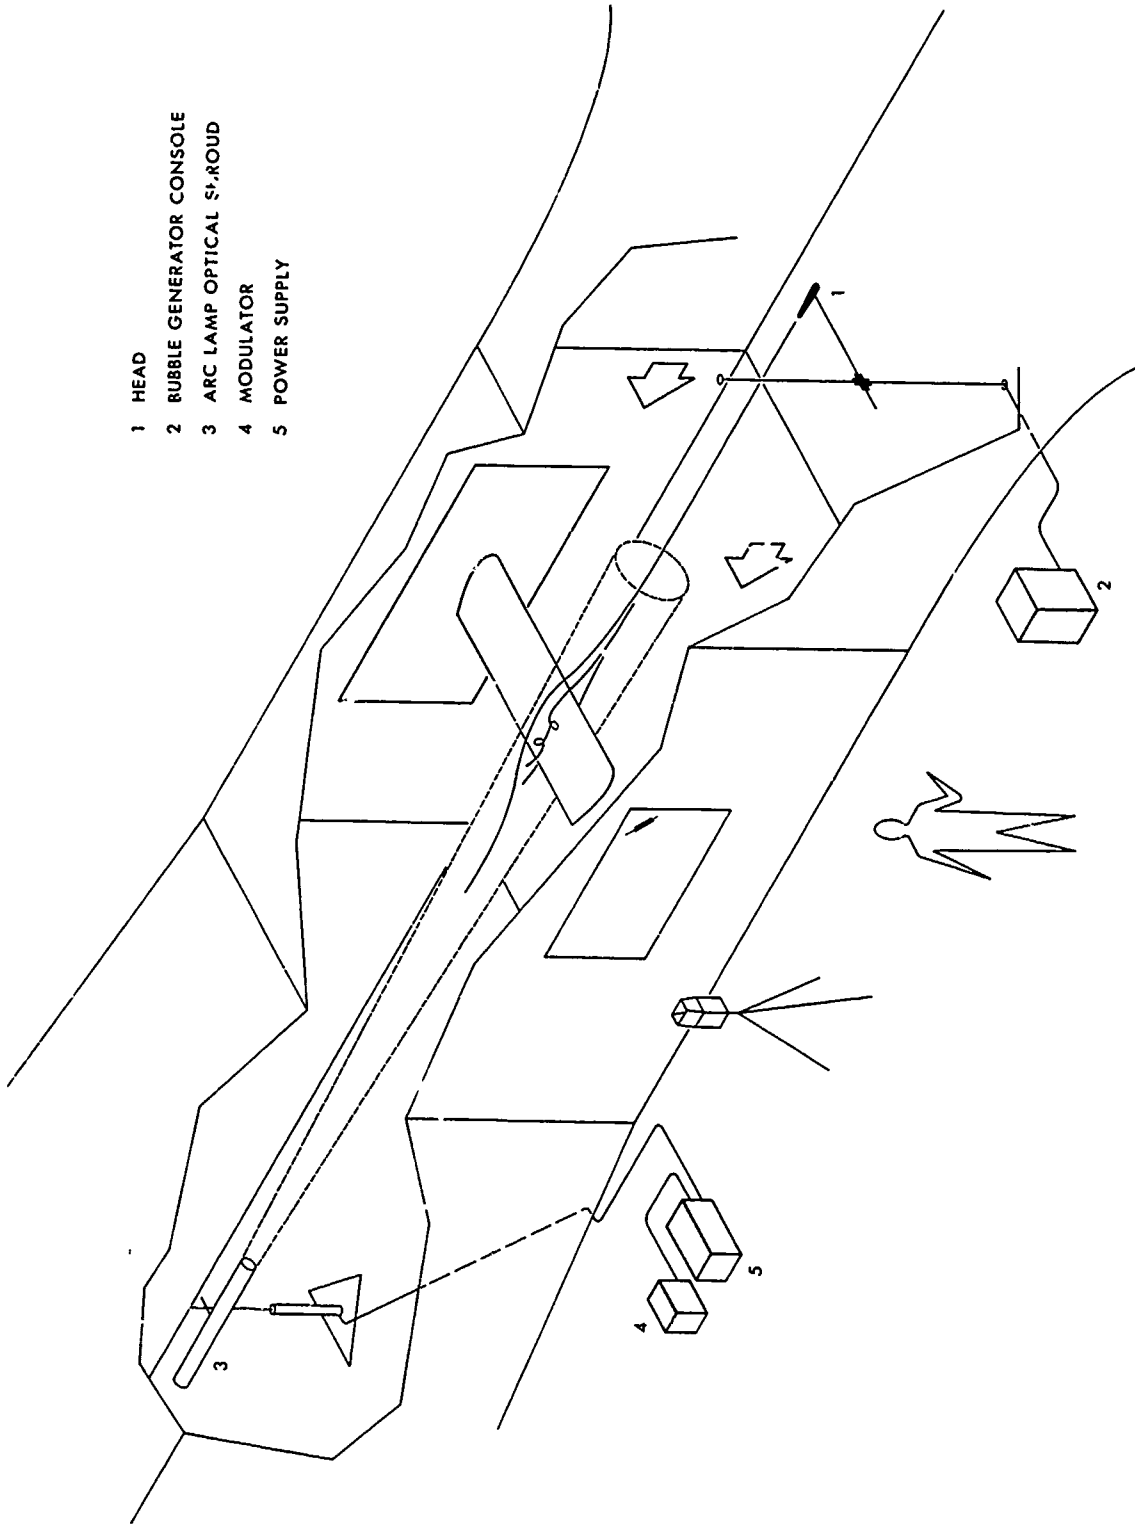 1 HEAD
2 BUBBLE GENERATOR CONSOLE
3 ARC LAMP OPTICAL SHROUD
4 MODULATOR
5 POWER SUPPLY
1
2
3
4
5